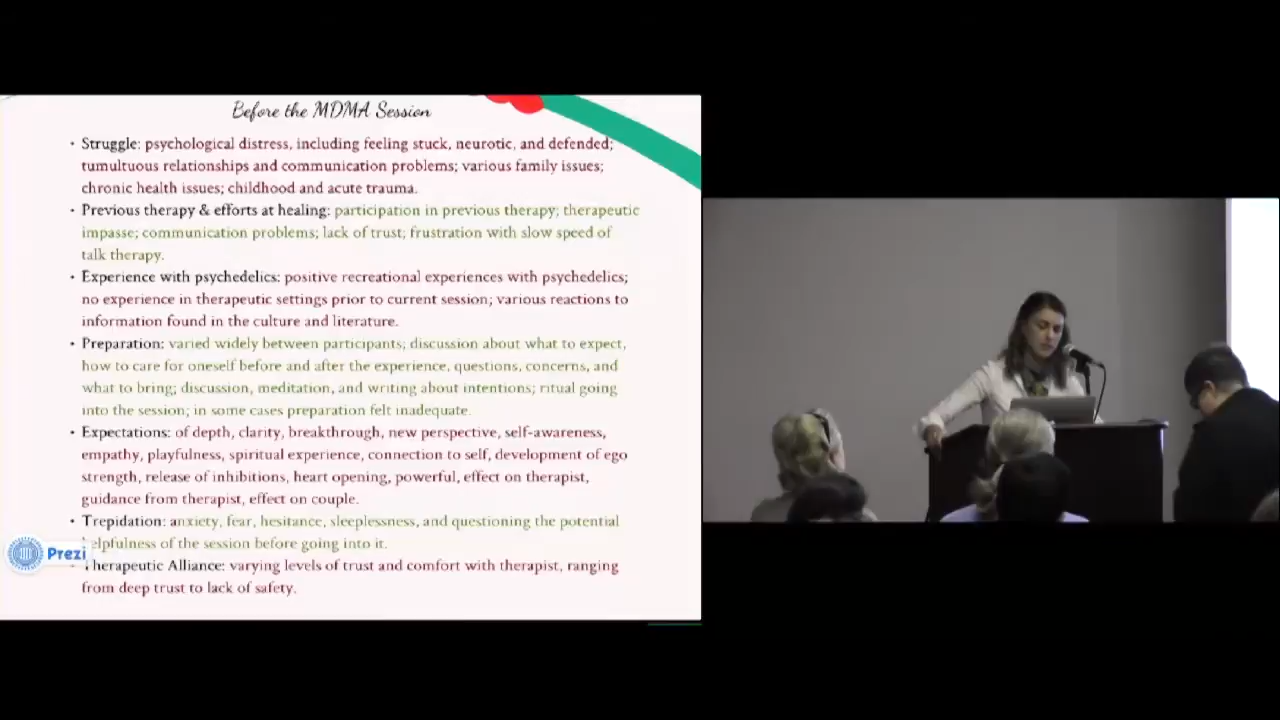 Before the MDMA Session
• Struggle: psychological distress, including feeling stuck, neurotic, and defended;
tumultuous relationships and communication problems; various family issues;
chronic health issues; childhood and acute trauma.
• Previous therapy & efforts at healing: participation in previous therapy; therapeutic
impasse; communication problems; lack of trust; frustration with slow speed of
talk therapy.
• Experience with psychedelics: positive recreational experiences with psychedelics;
no experience in therapeutic settings prior to current session; various reactions to
information found in the culture and literature.
• Preparation: varied widely between participants; discussion about what to expect,
how to care for oneself before and after the experience, questions, concerns, and
what to bring; discussion, meditation, and writing about intentions; ritual going
into the session; in some cases preparation felt inadequate.
• Expectations: of depth, clarity, breakthrough, new perspective, self-awareness,
empathy, playfulness, spiritual experience, connection to self, development of ego
strength, release of inhibitions, heart opening, powerful, effect on therapist,
guidance from therapist, effect on couple.
• Trepidation: anxiety, fear, hesitance, sleeplessness, and questioning the potential
helpfulness of the session before going into it.
• Therapeutic Alliance: varying levels of trust and comfort with therapist, ranging
from deep trust to lack of safety.
Prezi